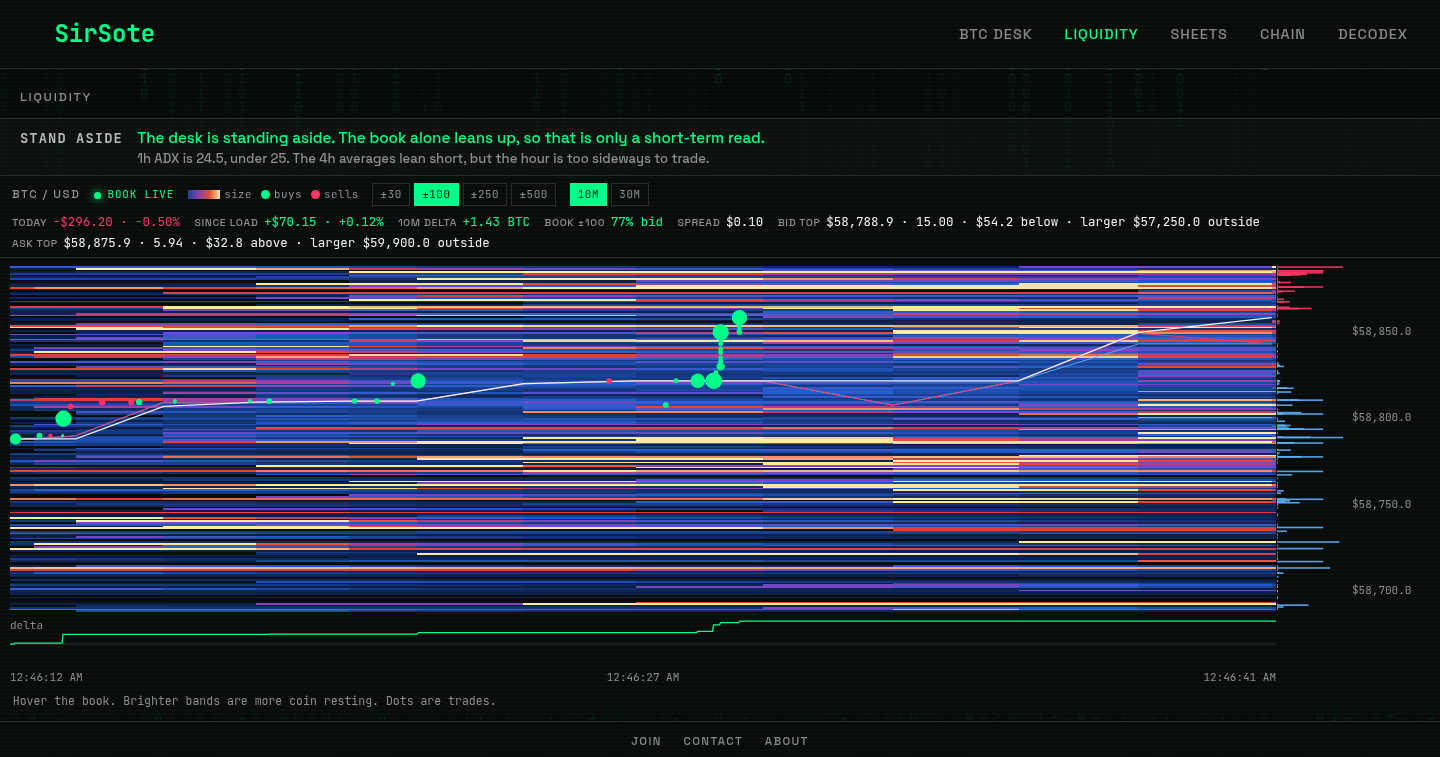 SirSote
BTC DESK LIQUIDITY SHEETS CHAIN DECODEX
LIQUIDITY
STAND ASIDE The desk is standing aside. The book alone leans up, so that is only a short-term read.
1h ADX is 24.5, under 25. The 4h averages lean short, but the hour is too sideways to trade.
BTC / USD BOOK LIVE size buys sells ±30 ±100 ±250 ±500 10M 30M
TODAY -$296.20 · -0.50% SINCE LOAD +$70.15 · +0.12% 10M DELTA +1.43 BTC BOOK ±100 77% bid SPREAD $0.10 BID TOP $58,788.9 · 15.00 · $54.2 below · larger $57,250.0 outside
ASK TOP $58,875.9 · 5.94 · $32.8 above · larger $59,900.0 outside
$58,850.0
$58,800.0
$58,750.0
$58,700.0
delta
12:46:12 AM 12:46:27 AM 12:46:41 AM
Hover the book. Brighter bands are more coin resting. Dots are trades.
JOIN CONTACT ABOUT